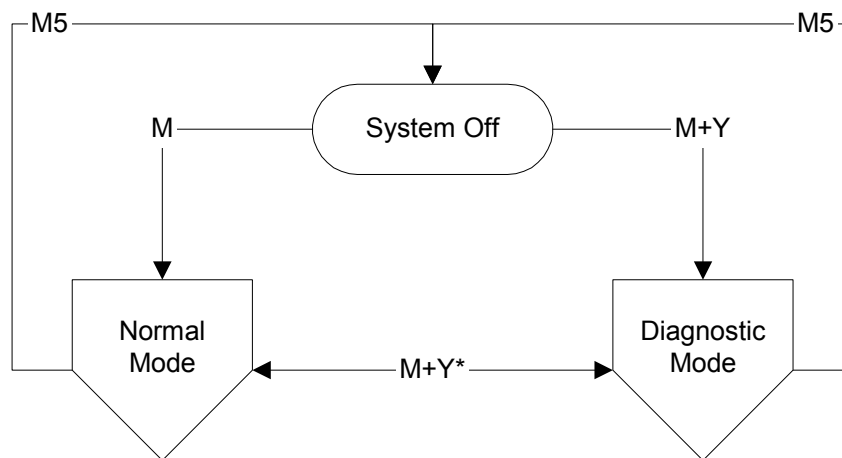 M5
M5
M
System Off
M+Y
Normal
Mode
M+Y*
Diagnostic
Mode